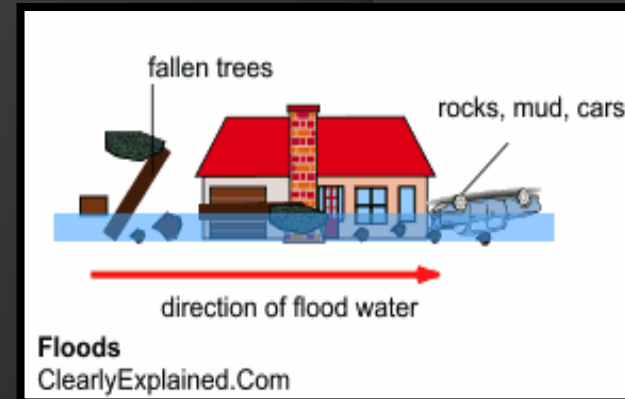 fallen trees
rocks, mud, cars
direction of flood water
Floods
ClearlyExplained.Com